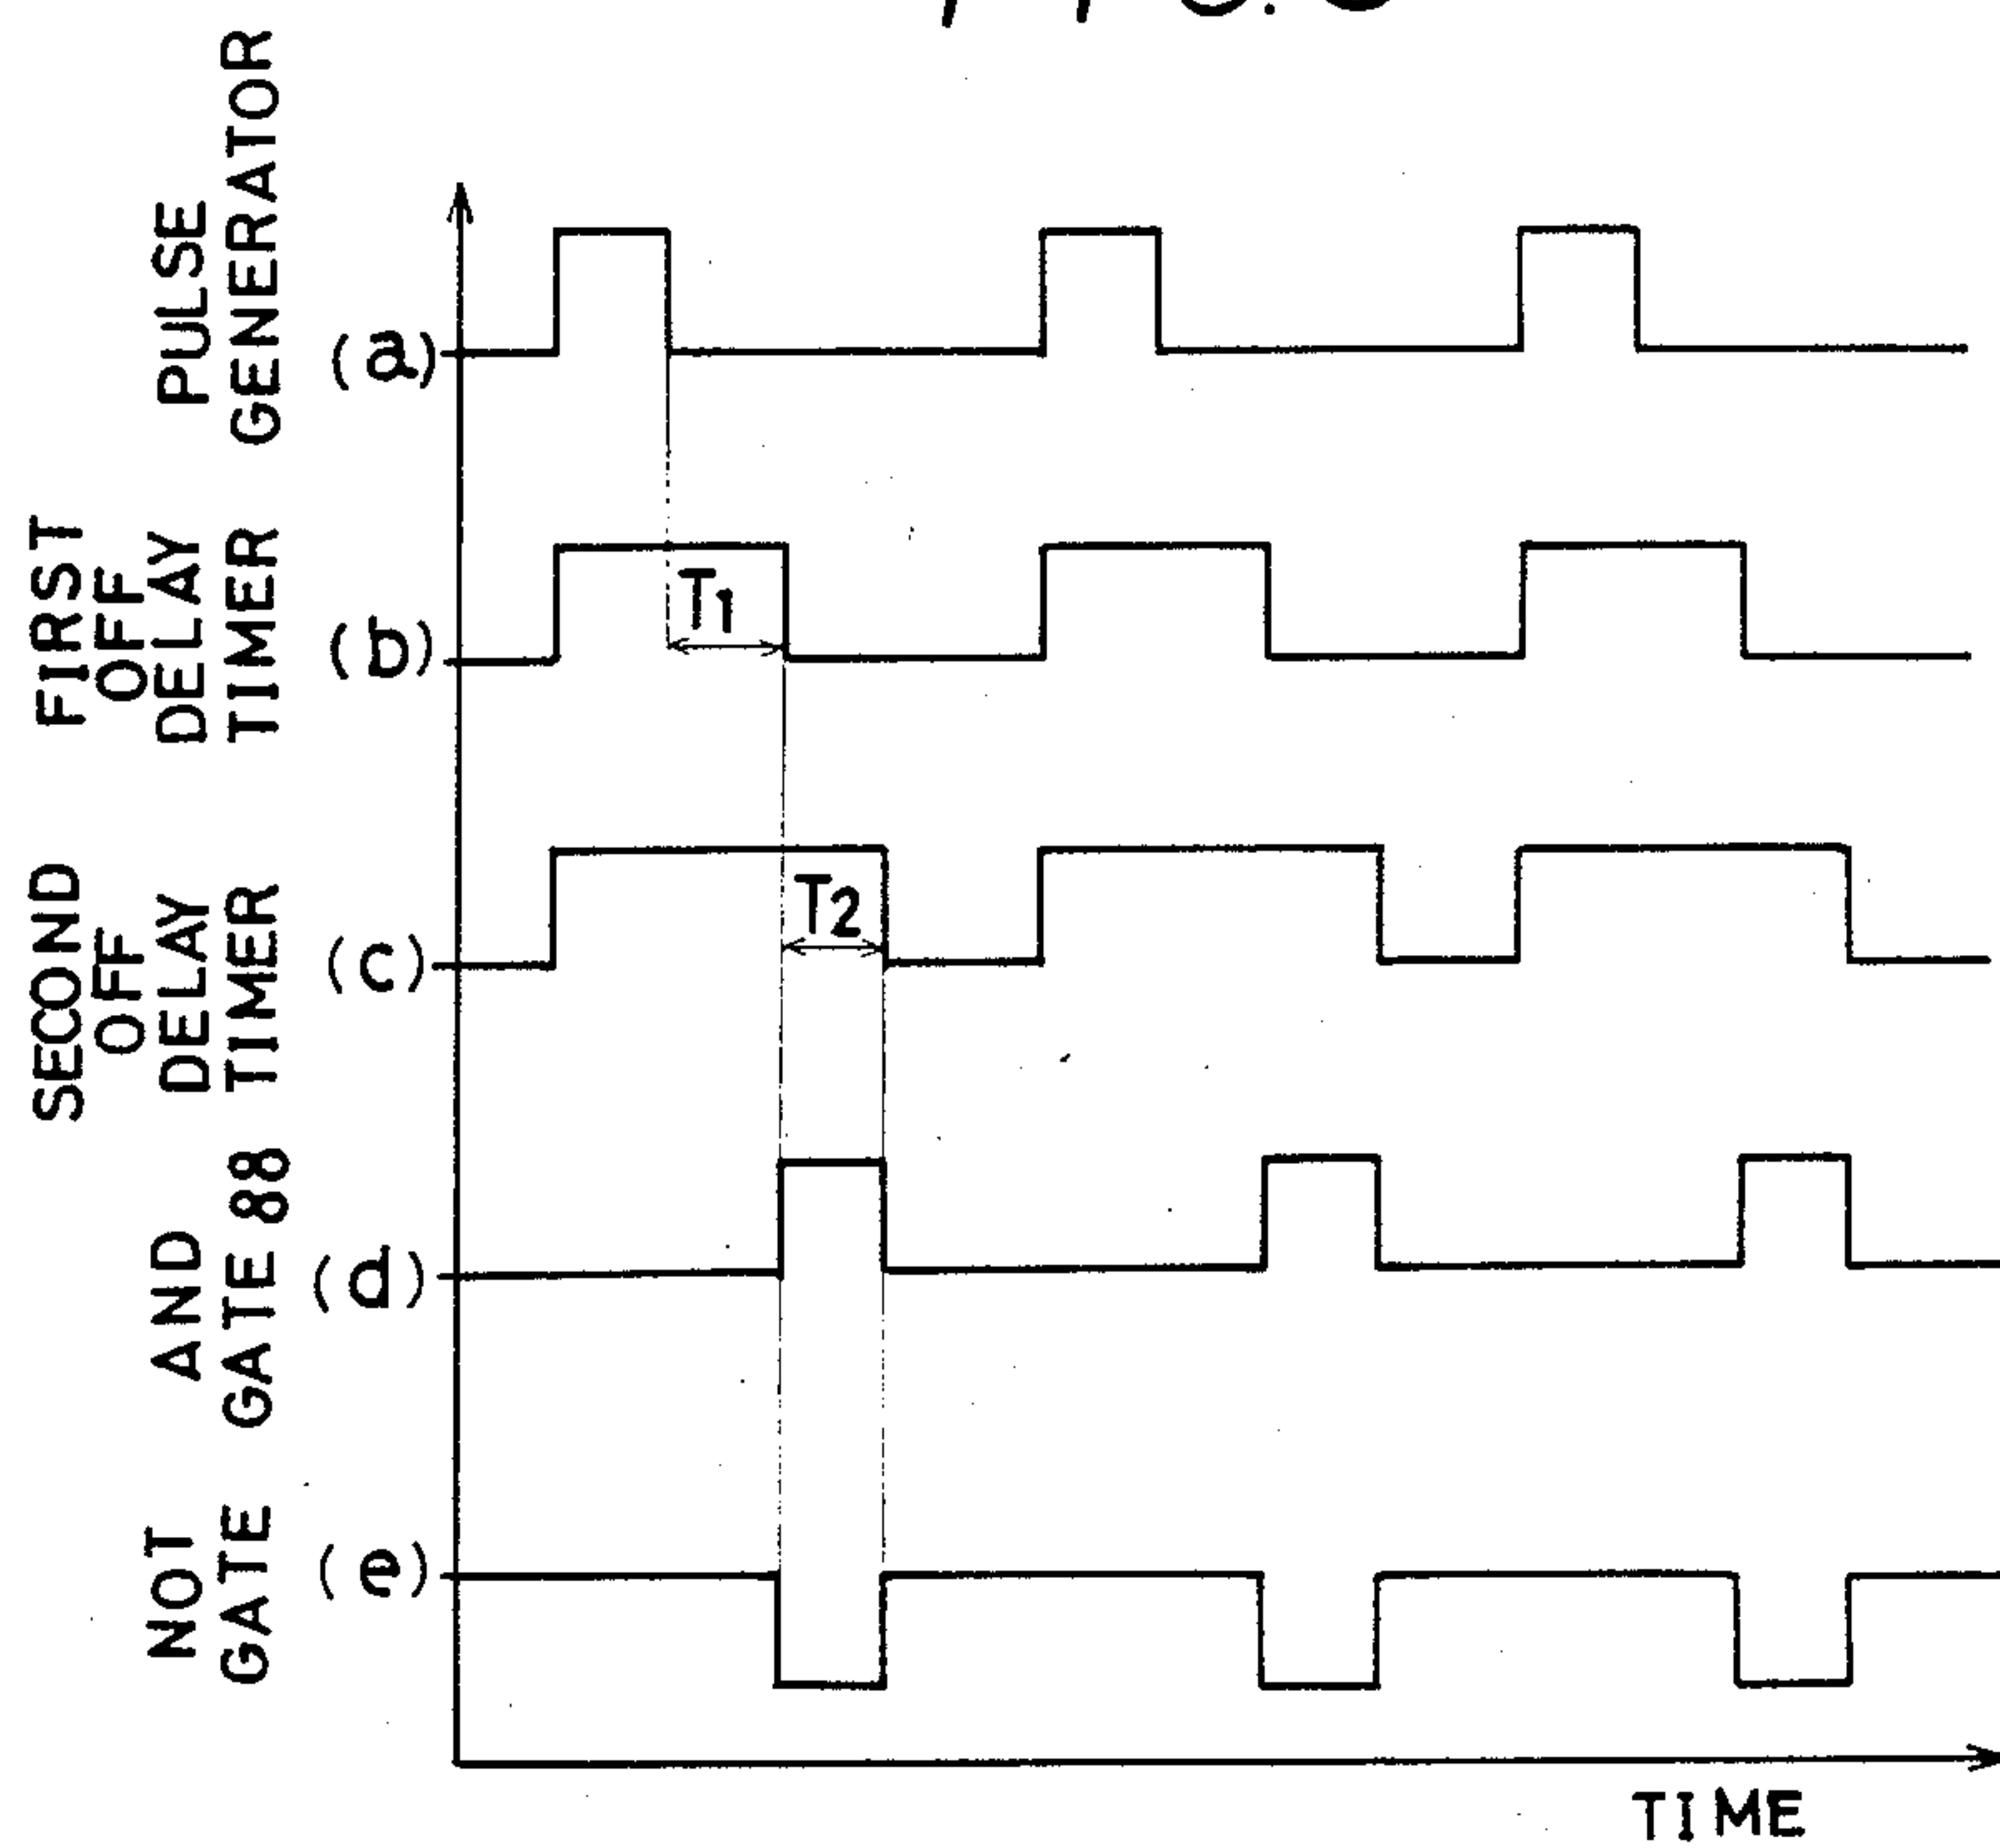 PULSE
GENERATOR
(a)
FIRST
OFF
DELAY
TIMER
(b)
T1
SECOND
OFF
DELAY
TIMER
(c)
T2
AND
GATE 88
(d)
NOT
GATE
(e)
TIME